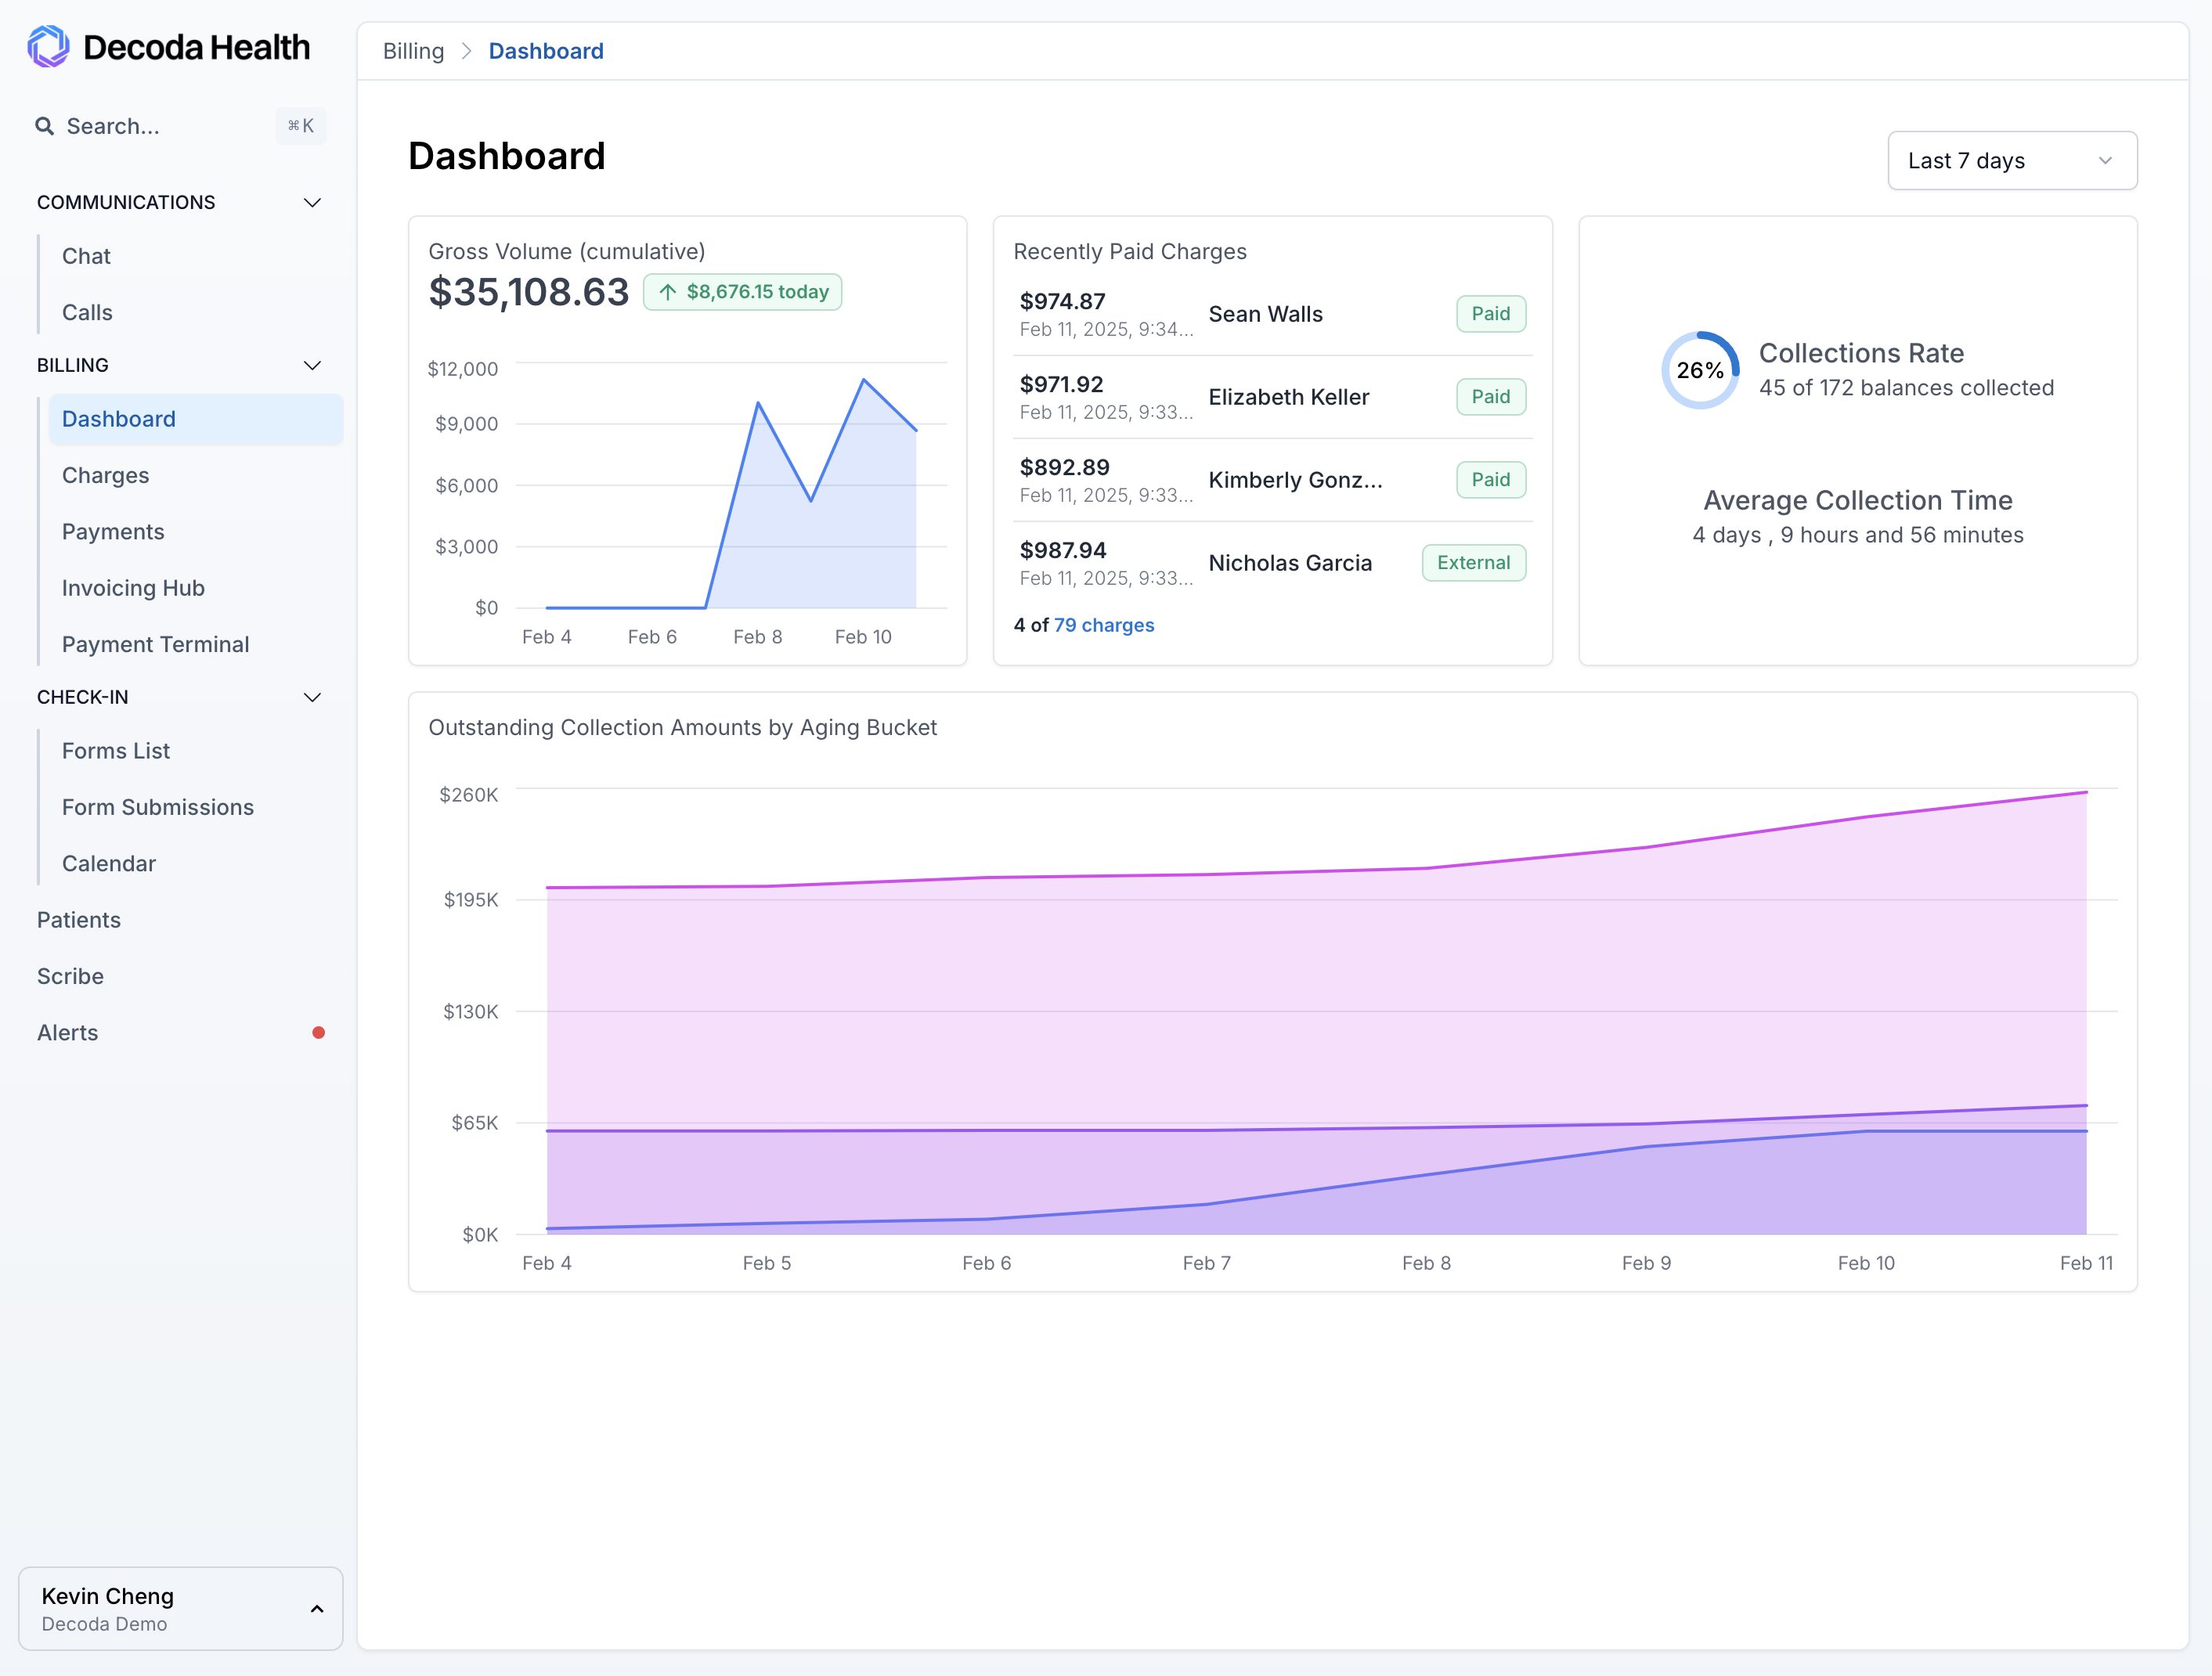 Decoda Health
Search...
⌘K
COMMUNICATIONS
Chat
Calls
BILLING
Dashboard
Charges
Payments
Invoicing Hub
Payment Terminal
CHECK-IN
Forms List
Form Submissions
Calendar
Patients
Scribe
Alerts
Kevin Cheng
Decoda Demo
Billing > Dashboard
Dashboard
Last 7 days
Gross Volume (cumulative)
$35,108.63
↑ $8,676.15 today
$12,000
$9,000
$6,000
$3,000
$0
Feb 4 Feb 6 Feb 8 Feb 10
Recently Paid Charges
$974.87
Feb 11, 2025, 9:34...
Sean Walls
Paid
$971.92
Feb 11, 2025, 9:33...
Elizabeth Keller
Paid
$892.89
Feb 11, 2025, 9:33...
Kimberly Gonz...
Paid
$987.94
Feb 11, 2025, 9:33...
Nicholas Garcia
External
4 of 79 charges
26%
Collections Rate
45 of 172 balances collected
Average Collection Time
4 days , 9 hours and 56 minutes
Outstanding Collection Amounts by Aging Bucket
$260K
$195K
$130K
$65K
$0K
Feb 4 Feb 5 Feb 6 Feb 7 Feb 8 Feb 9 Feb 10 Feb 11